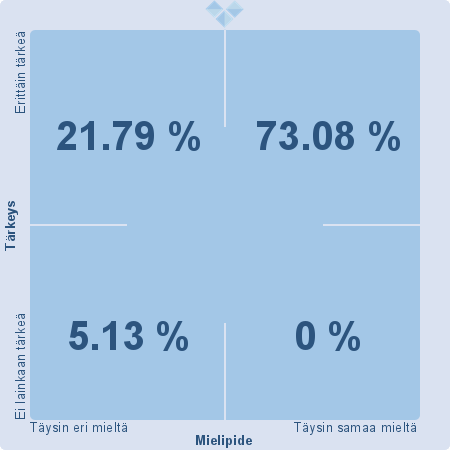 Erittäin tärkeä
21.79 %
73.08 %
Tärkeys
Ei lainkaan tärkeä
5.13 %
0 %
Täysin eri mieltä
Täysin samaa mieltä
Mielipide